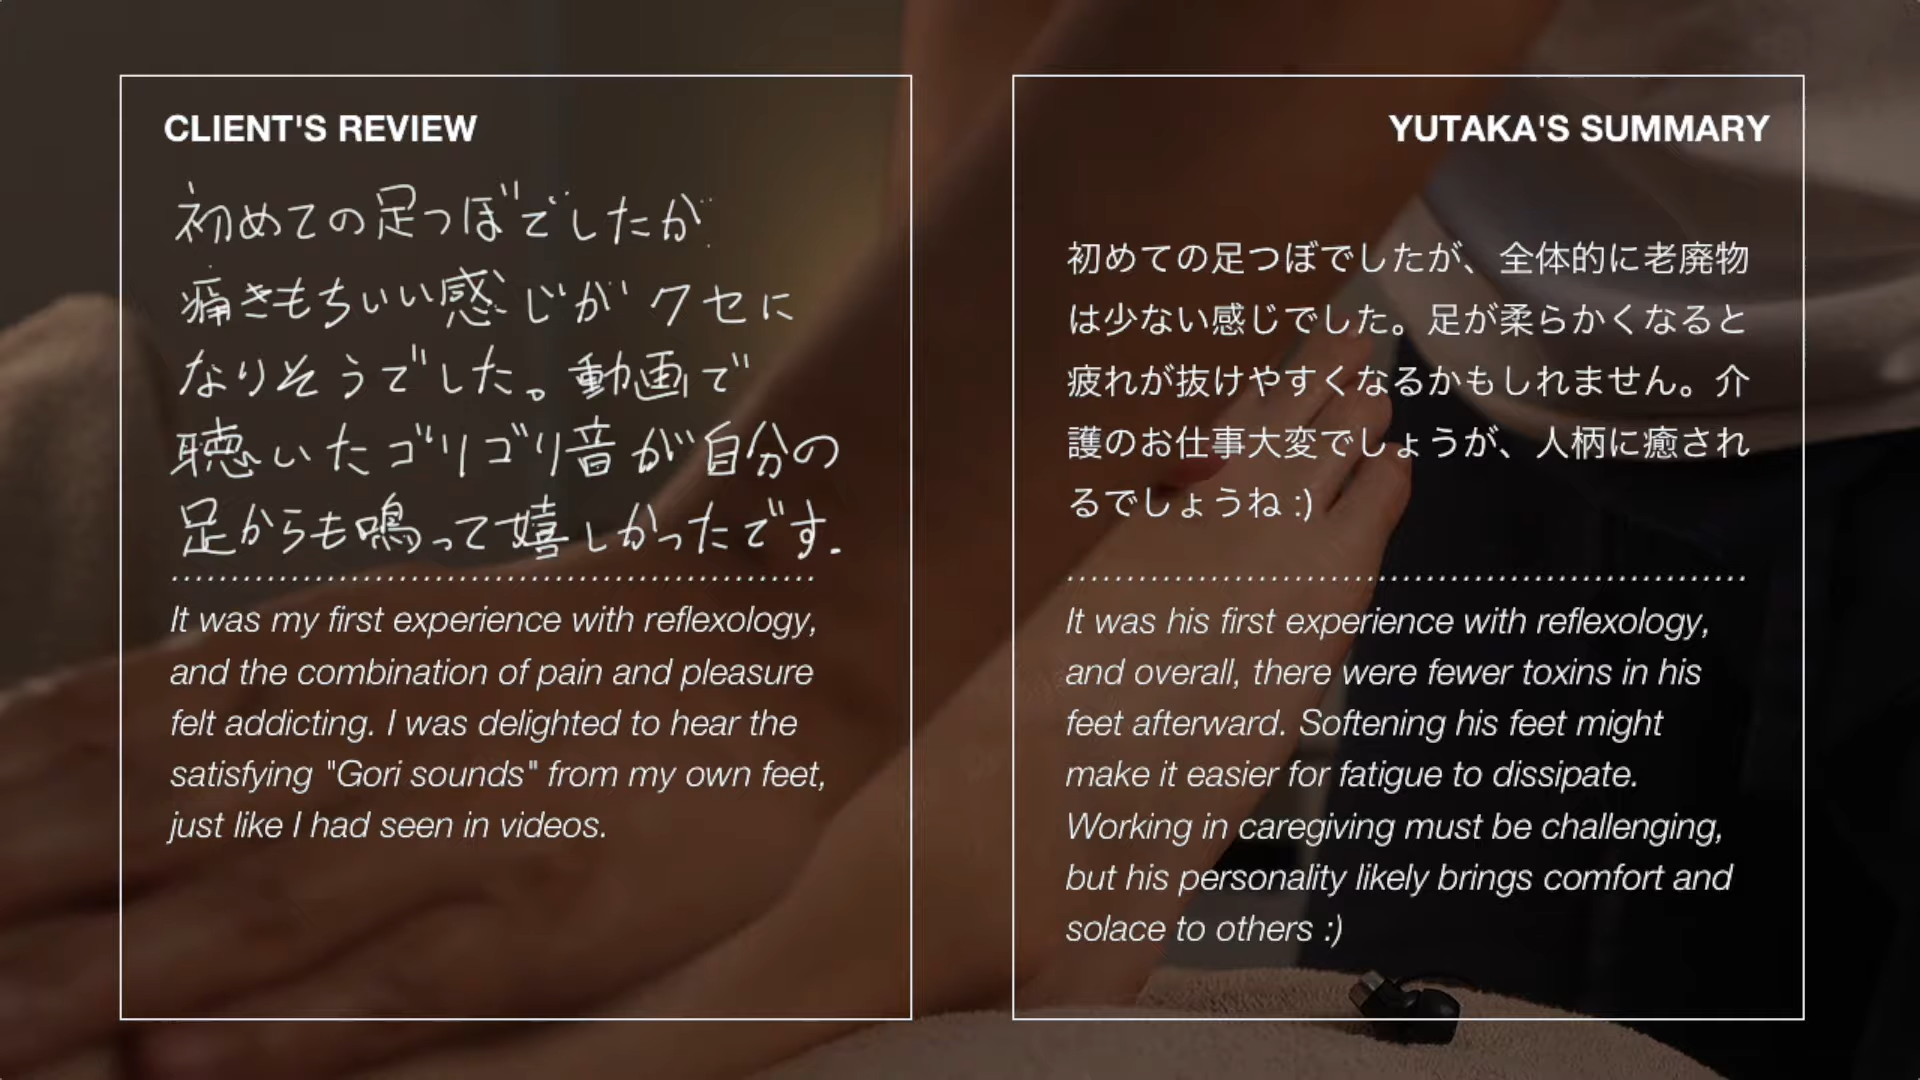 CLIENT'S REVIEW
初めての足つぼでしたが
痛きもちいい感じがクセに
なりそうでした。動画で
聴いたゴリゴリ音が自分の
足からも鳴って嬉しかったです.
It was my first experience with reflexology,
and the combination of pain and pleasure
felt addicting. I was delighted to hear the
satisfying "Gori sounds" from my own feet,
just like I had seen in videos.
YUTAKA'S SUMMARY
初めての足つぼでしたが、全体的に老廃物
は少ない感じでした。足が柔らかくなると
疲れが抜けやすくなるかもしれません。介
護のお仕事大変でしょうが、人柄に癒され
るでしょうね :)
It was his first experience with reflexology,
and overall, there were fewer toxins in his
feet afterward. Softening his feet might
make it easier for fatigue to dissipate.
Working in caregiving must be challenging,
but his personality likely brings comfort and
solace to others :)